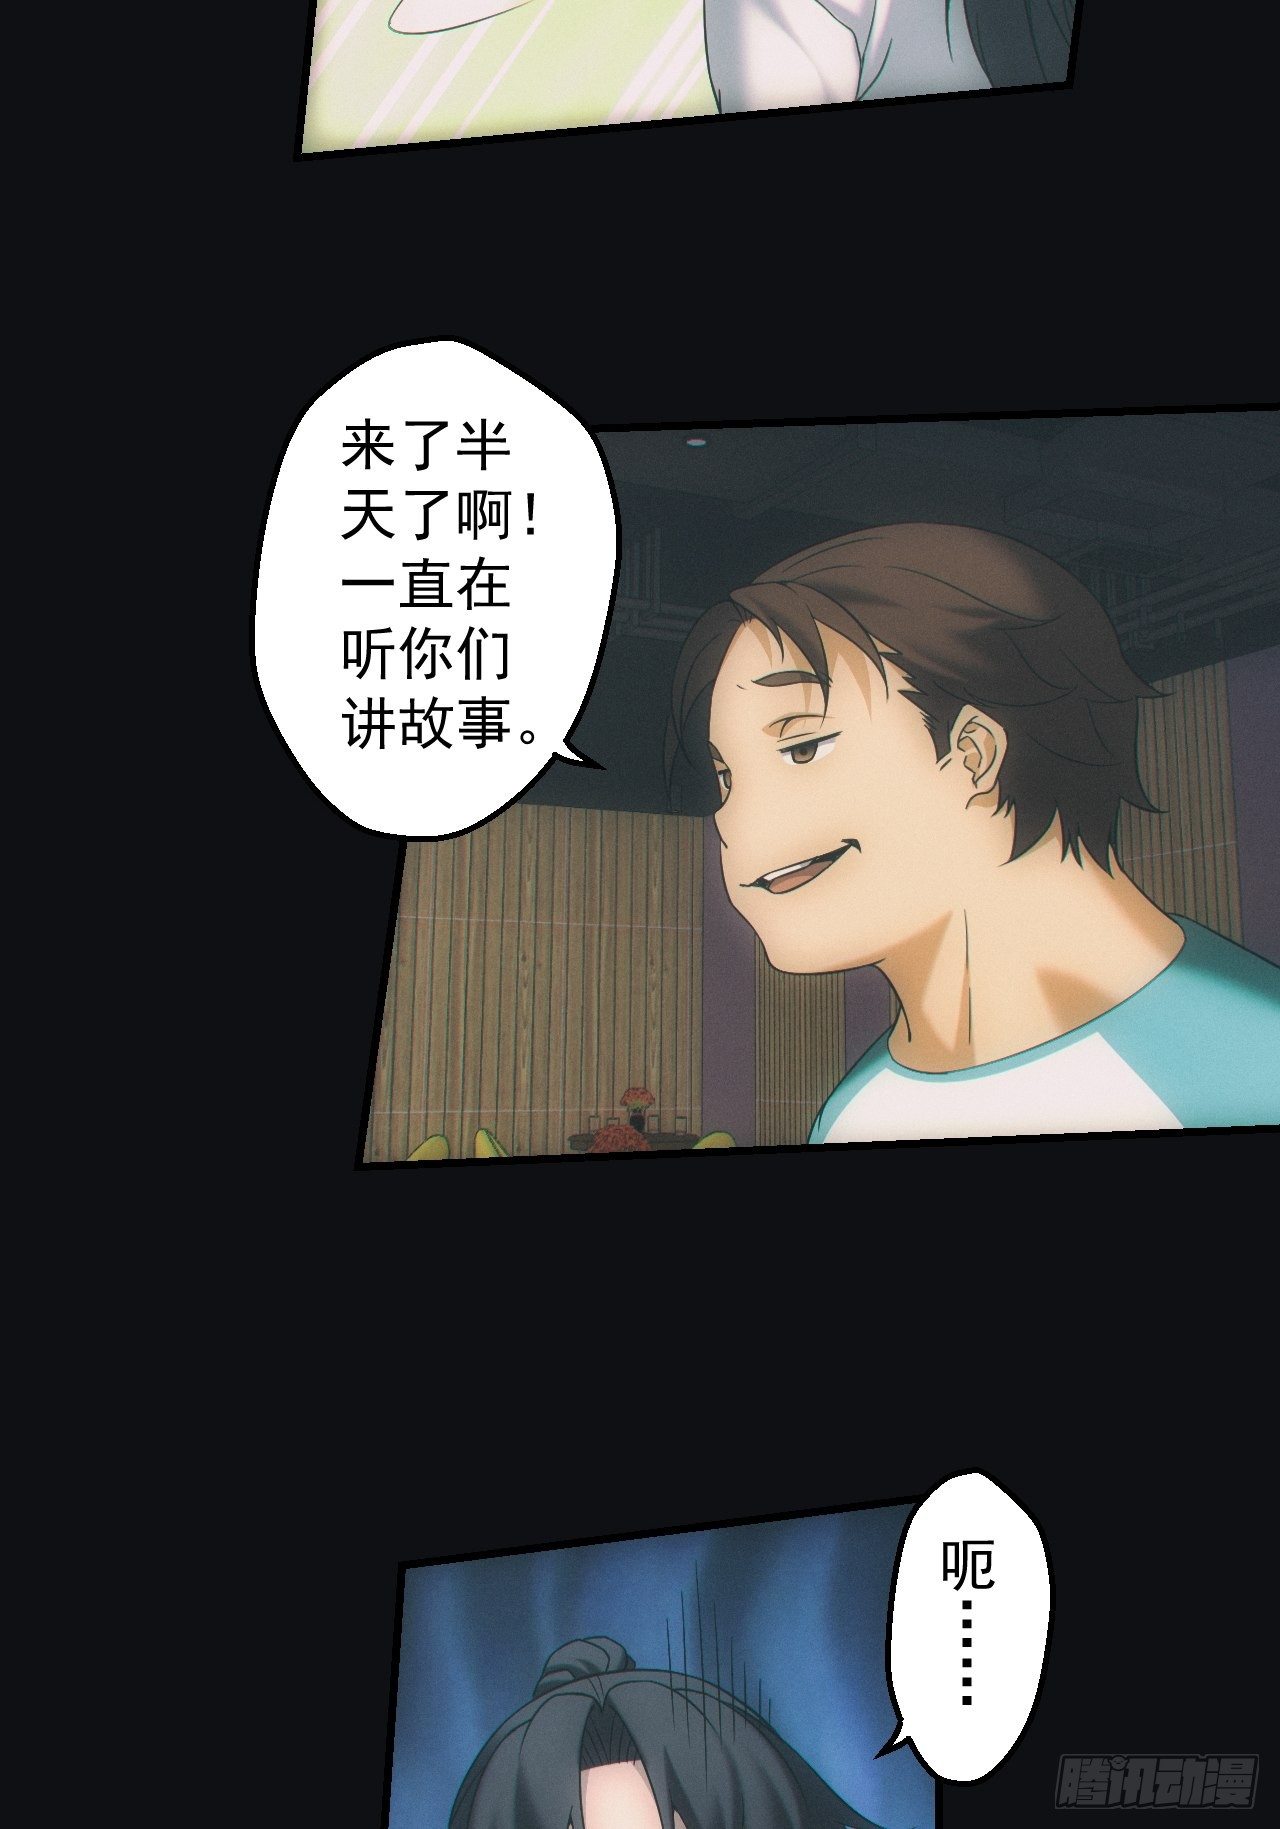 来了半
天了啊！
一直在
听你们
讲故事。
呃……
腾讯动漫